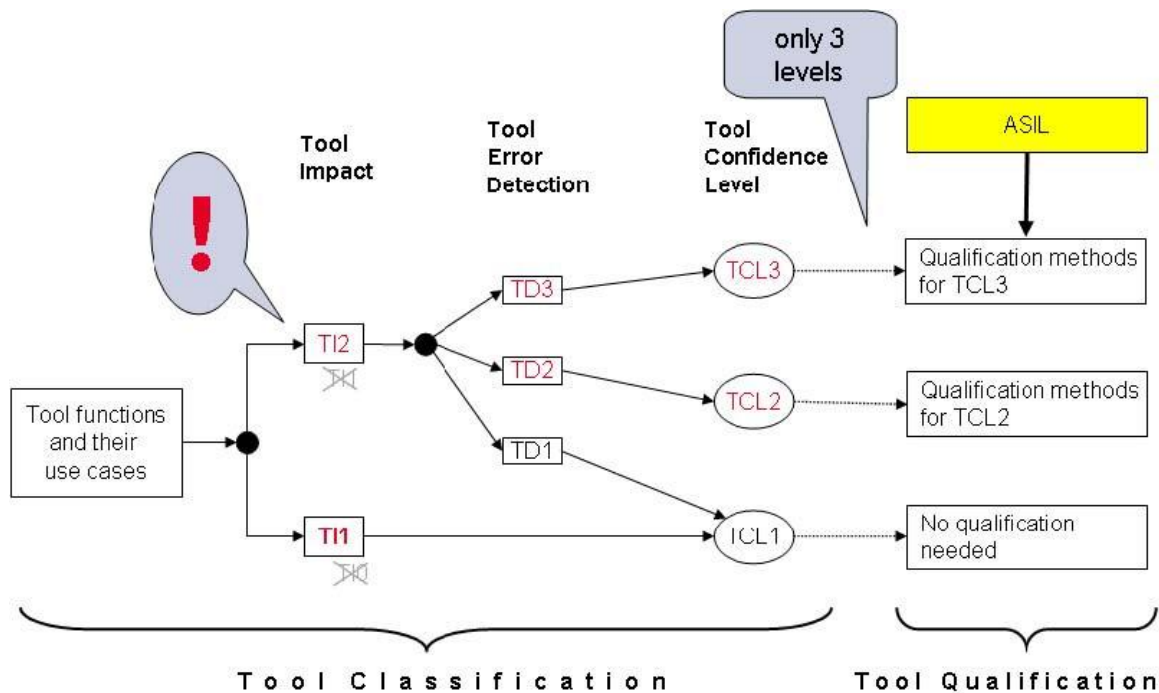 only 3
levels
ASIL
Tool
Impact
Tool
Error
Detection
Tool
Confidence
Level
!
Qualification methods
for TCL3
TCL3
TD3
TI2
TI1
TD2
TCL2
Qualification methods
for TCL2
Tool functions
and their
use cases
TD1
TI1
TCL1
No qualification
needed
TI0
Tool Classification
Tool Qualification